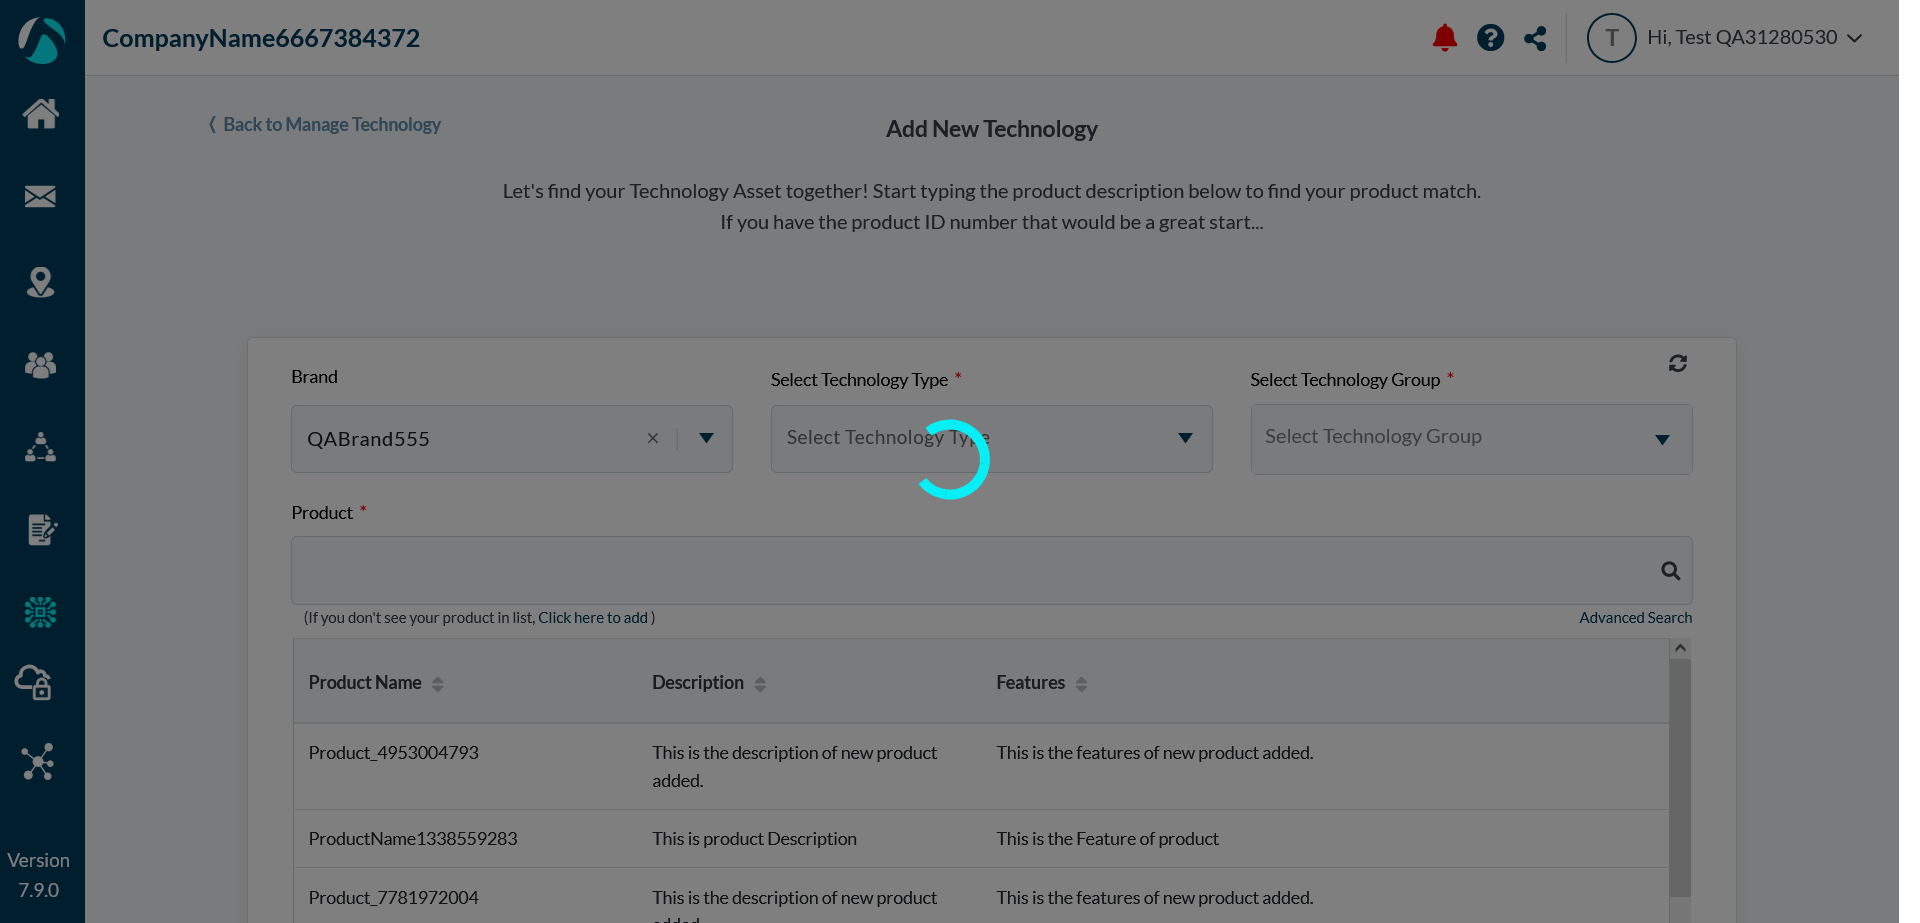 CompanyName6667384372
T
Hi, Test QA31280530
Back to Manage Technology
Add New Technology
Let's find your Technology Asset together! Start typing the product description below to find your product match.
If you have the product ID number that would be a great start...
Brand
Select Technology Type *
Select Technology Group *
QABrand555
Select Technology Type
Select Technology Group
Product *
(If you don't see your product in list, Click here to add )
Advanced Search
Product Name
Description
Features
Product_4953004793
This is the description of new product
added.
This is the features of new product added.
ProductName1338559283
This is product Description
This is the Feature of product
Product_7781972004
This is the description of new product
added.
This is the features of new product added.
Version
7.9.0